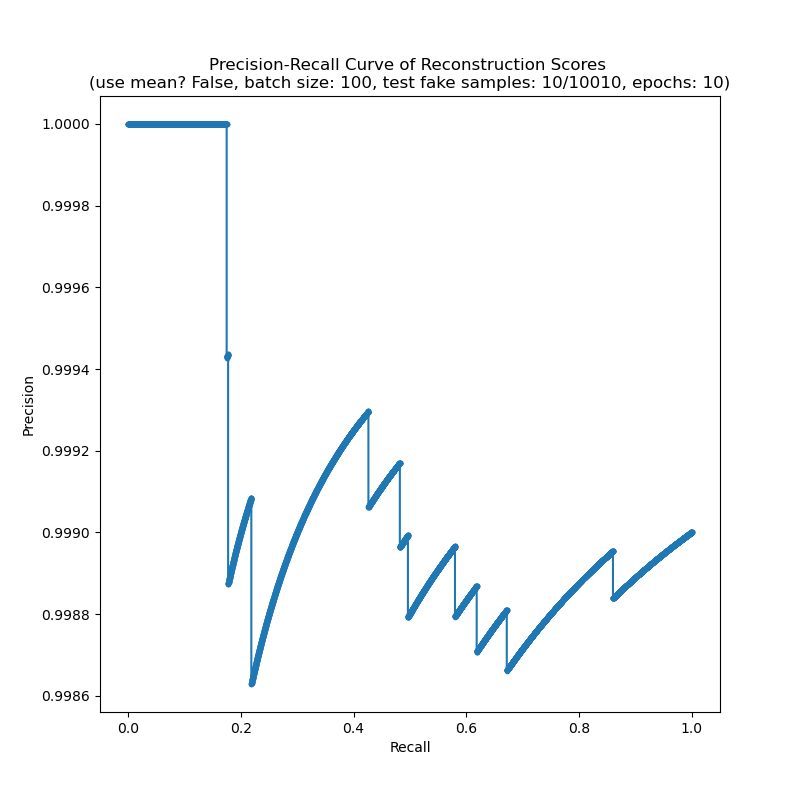 Precision-Recall Curve of Reconstruction Scores
(use mean? False, batch size: 100, test fake samples: 10/10010, epochs: 10)
1.0000
0.9998
0.9996
0.9994
0.9992
0.9990
0.9988
0.9986
Precision
0.0 0.2 0.4 0.6 0.8 1.0
Recall